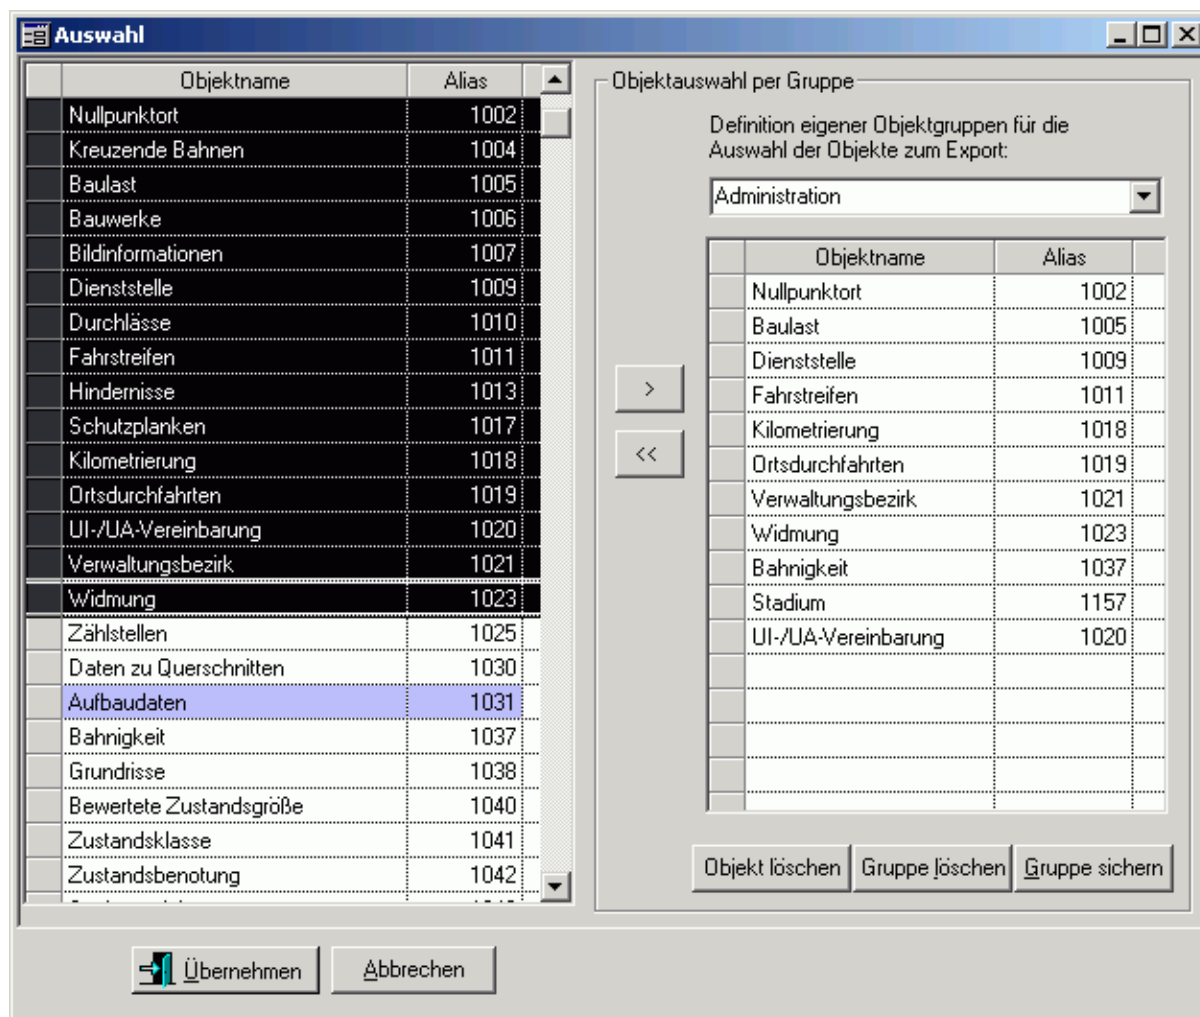 Auswahl
Objektname Alias
Nullpunktort 1002
Kreuzende Bahnen 1004
Baulast 1005
Bauwerke 1006
Bildinformationen 1007
Dienststelle 1009
Durchlässe 1010
Fahrstreifen 1011
Hindernisse 1013
Schutzplanken 1017
Kilometrierung 1018
Ortsdurchfahrten 1019
UI-/UA-Vereinbarung 1020
Verwaltungsbezirk 1021
Widmung 1023
Zählstellen 1025
Daten zu Querschnitten 1030
Aufbaudaten 1031
Bahnigkeit 1037
Grundrisse 1038
Bewertete Zustandsgröße 1040
Zustandsklasse 1041
Zustandsbenotung 1042
Objektauswahl per Gruppe
Definition eigener Objektgruppen für die
Auswahl der Objekte zum Export:
Administration
Objektname Alias
Nullpunktort 1002
Baulast 1005
Dienststelle 1009
Fahrstreifen 1011
Kilometrierung 1018
Ortsdurchfahrten 1019
Verwaltungsbezirk 1021
Widmung 1023
Bahnigkeit 1037
Stadium 1157
UI-/UA-Vereinbarung 1020
>
<<
Objekt löschen Gruppe löschen Gruppe sichern
Übernehmen Abbrechen